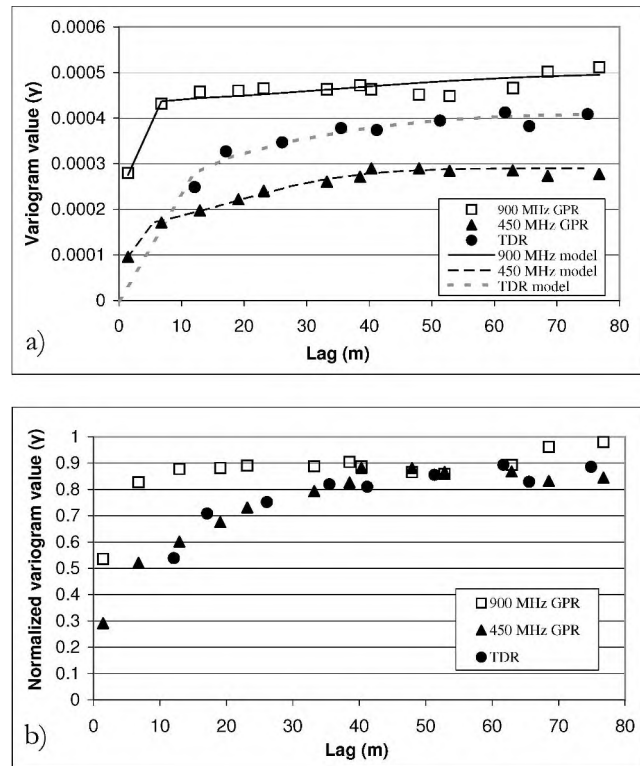 0.0006
0.0005
0.0004
0.0003
0.0002
0.0001
0
Variogram value (γ)
900 MHz GPR
450 MHz GPR
TDR
900 MHz model
450 MHz model
TDR model
0 10 20 30 40 50 60 70 80
Lag (m)
a)
1
0.9
0.8
0.7
0.6
0.5
0.4
0.3
0.2
0.1
0
Normalized variogram value (γ)
900 MHz GPR
450 MHz GPR
TDR
0 10 20 30 40 50 60 70 80
Lag (m)
b)